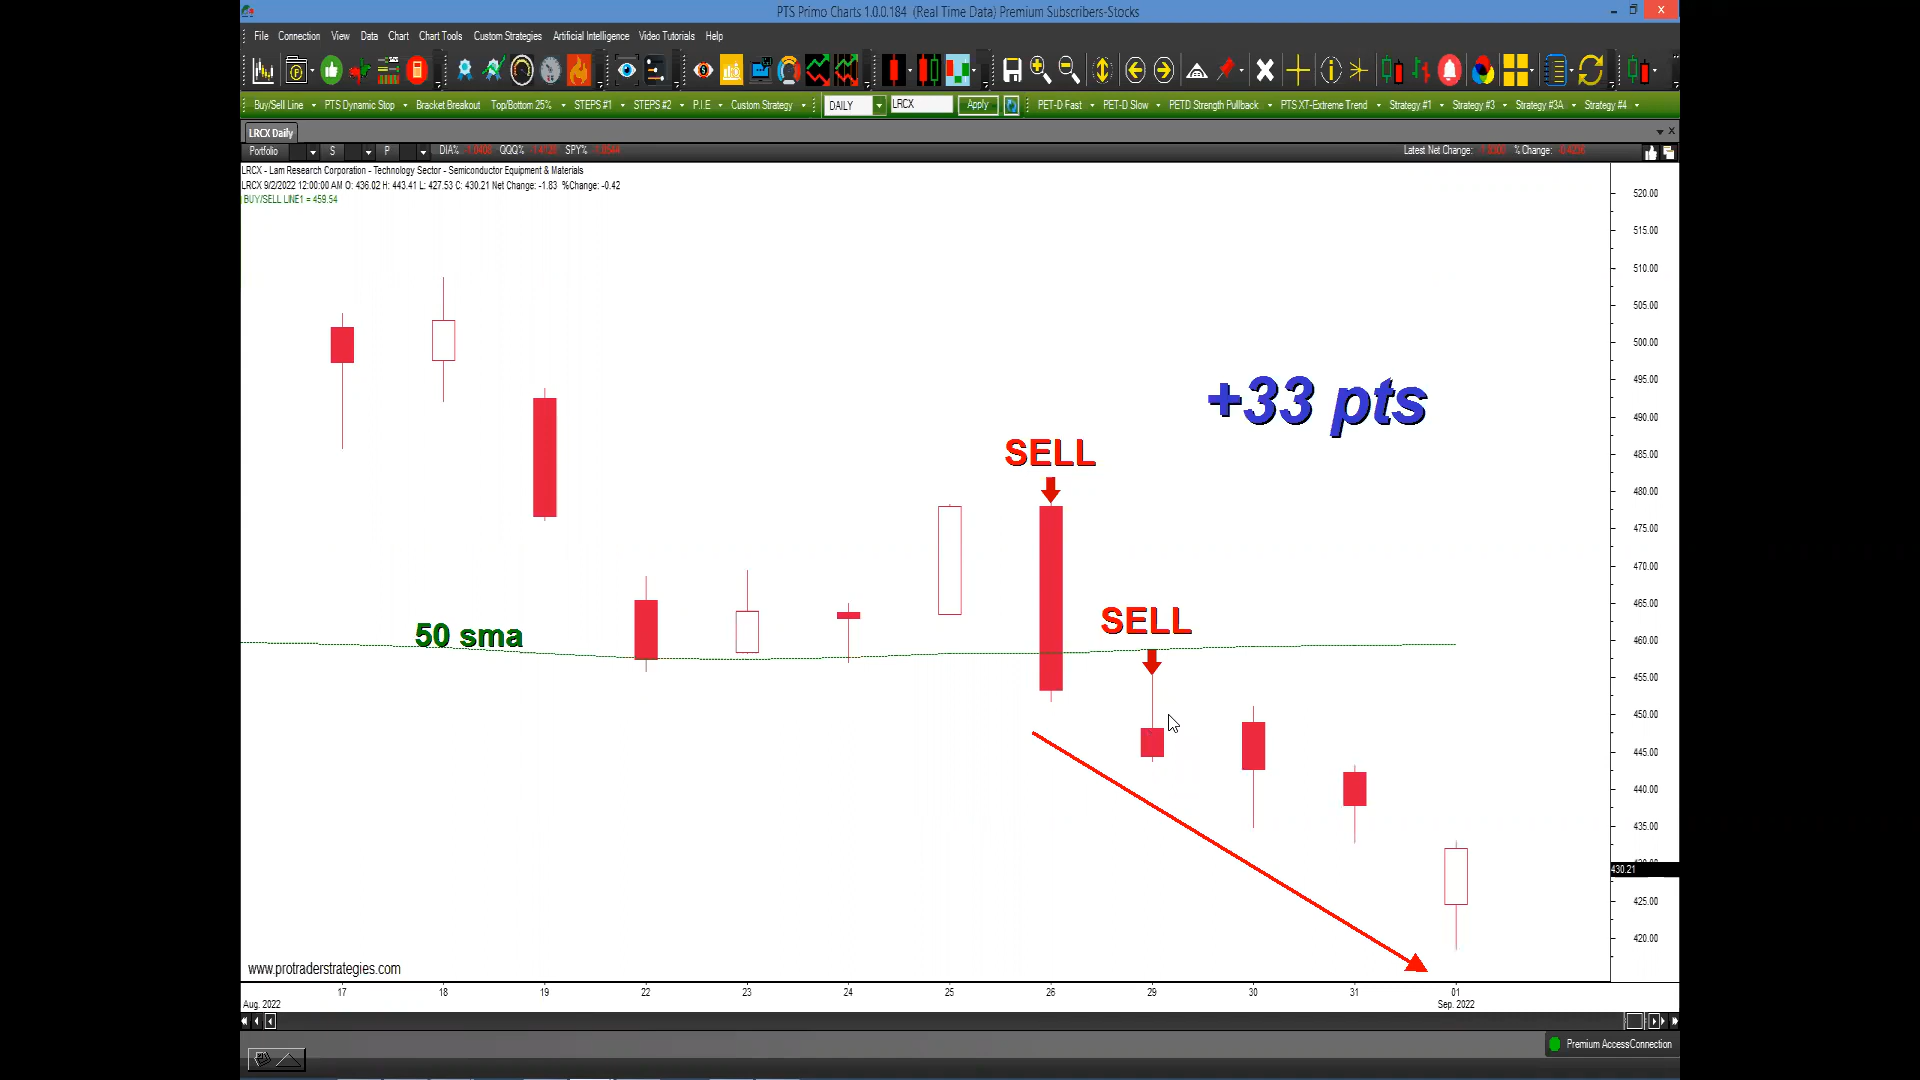 PTS Primo Charts 1.0.0.184 (Real Time Data) Premium Subscribers-Stocks
File Connection View Data Chart Chart Tools Custom Strategies Artificial Intelligence Video Tutorials Help
Buy/Sell Line PTS Dynamic Stop Bracket Breakout Top/Bottom 25% STEPS #1 STEPS #2 P.I.E Custom Strategy DAILY LRCX Apply PET-D Fast PET-D Slow PETD Strength Pullback PTS XT-Extreme Trend Strategy #1 Strategy #3 Strategy #3A Strategy #4
LRCX Daily
Portfolio S P DIA% QQQ% SPY% Latest Net Change: % Change:
LRCX - Lam Research Corporation - Technology Sector - Semiconductor Equipment & Materials
LRCX 9/2/2022 12:00:00 AM O: 436.02 H: 443.41 L: 427.53 C: 430.21 Net Change: -1.83 %Change: -0.42
BUY/SELL LINE1 = 459.54
520.00
515.00
510.00
505.00
500.00
495.00
+33 pts
490.00
485.00
SELL
480.00
475.00
470.00
465.00
SELL
50 sma
460.00
455.00
450.00
445.00
440.00
435.00
430.21
425.00
420.00
www.protraderstrategies.com
17 18 19 22 23 24 25 26 29 30 31 01
Aug. 2022 Sep. 2022
Premium AccessConnection